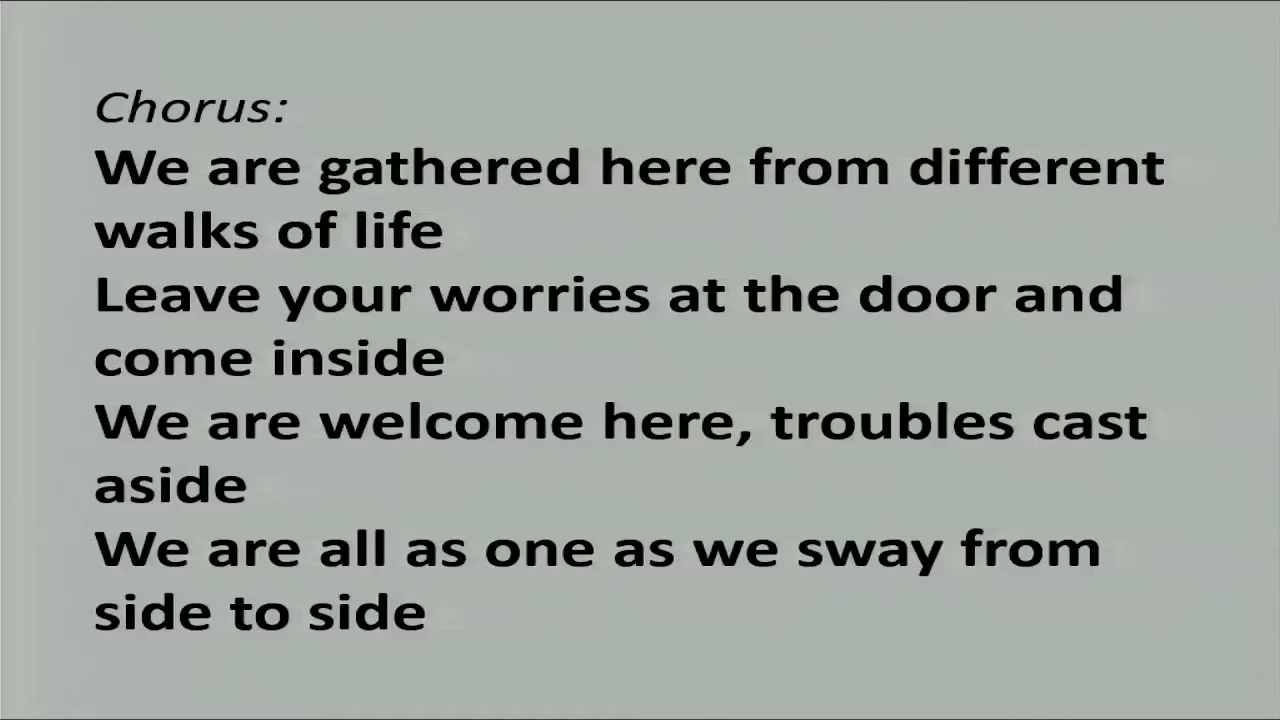 Chorus:
We are gathered here from different
walks of life
Leave your worries at the door and
come inside
We are welcome here, troubles cast
aside
We are all as one as we sway from
side to side